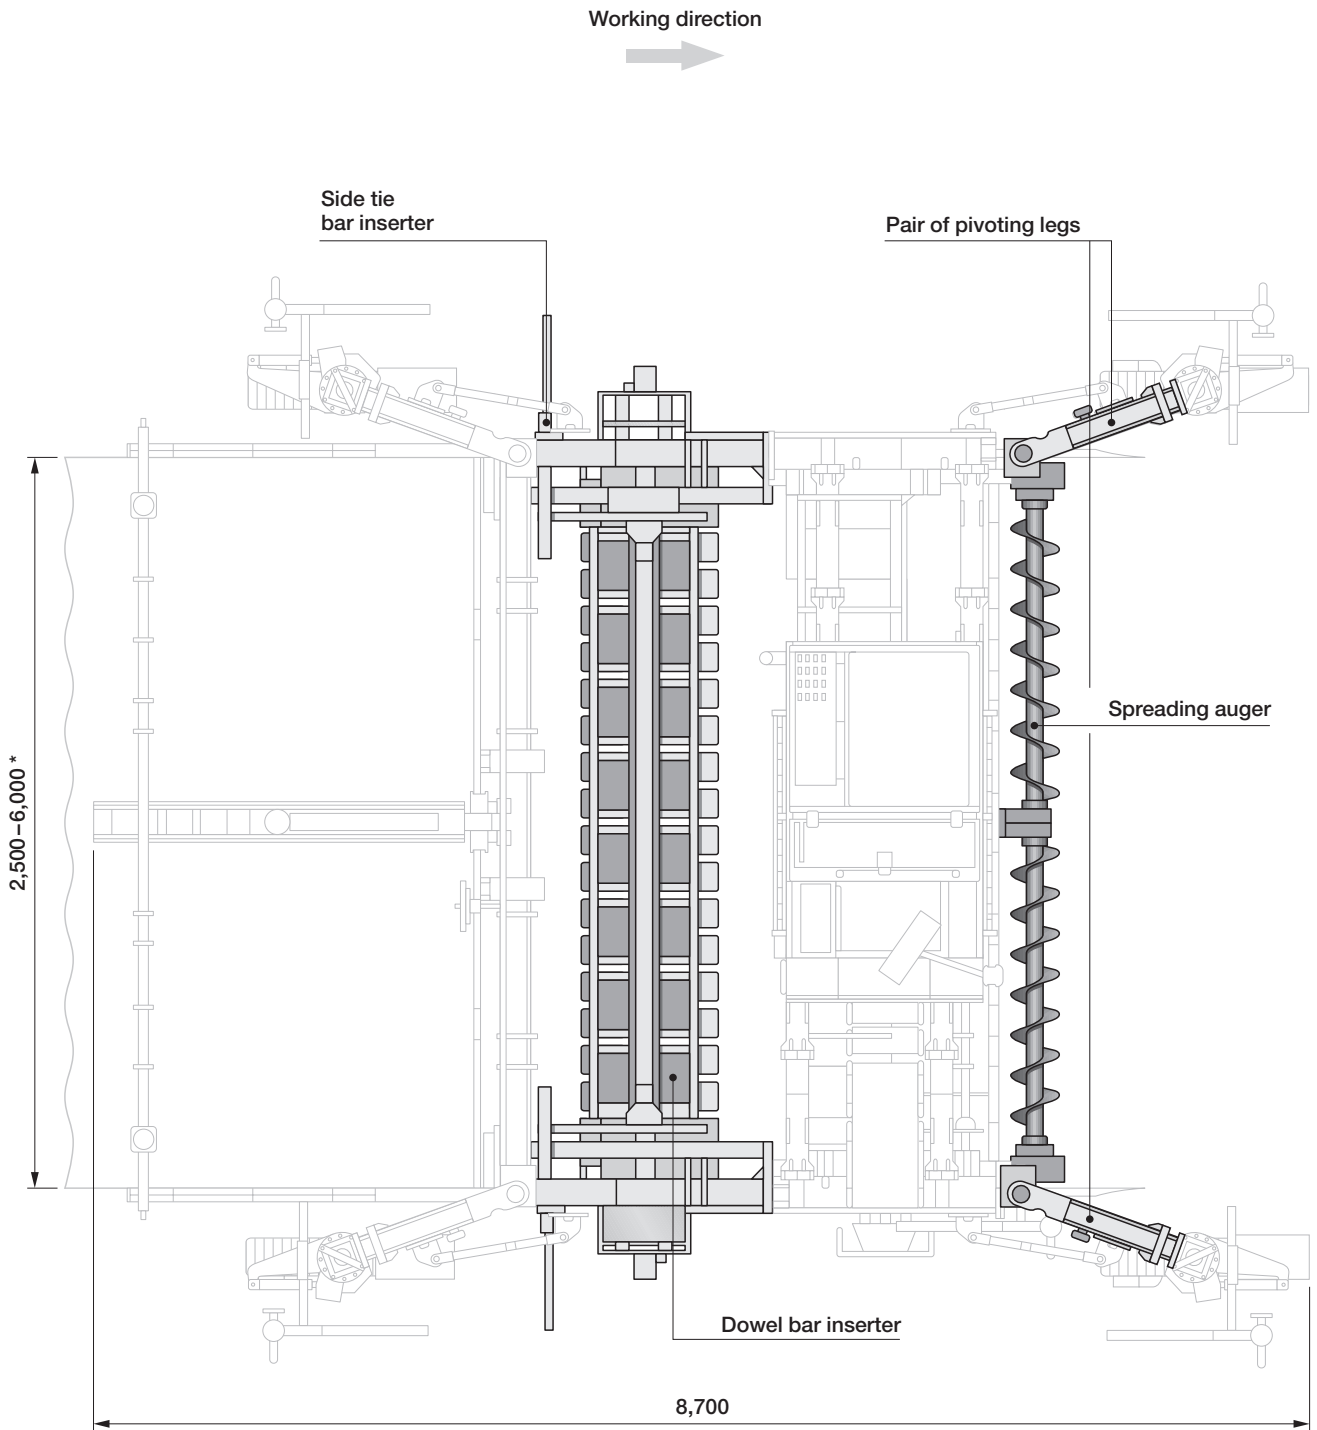 Working direction
Side tie
bar inserter
Pair of pivoting legs
Spreading auger
2,500–6,000 *
Dowel bar inserter
8,700